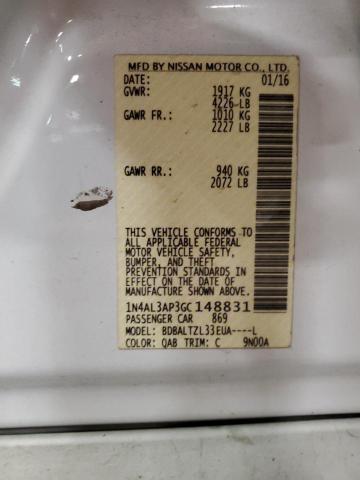 MFD BY NISSAN MOTOR CO., LTD.
DATE: 01/16
GVWR: 1917 KG
4226 LB
GAWR FR.: 1010 KG
2227 LB
GAWR RR.: 940 KG
2072 LB
THIS VEHICLE CONFORMS TO
ALL APPLICABLE FEDERAL
MOTOR VEHICLE SAFETY,
BUMPER, AND THEFT
PREVENTION STANDARDS IN
EFFECT ON THE DATE OF
MANUFACTURE SHOWN ABOVE.
1N4AL3AP3GC148831
PASSENGER CAR 869
MODEL: BDBALTZL33EUA----L
COLOR: QAB TRIM: C 9N00A